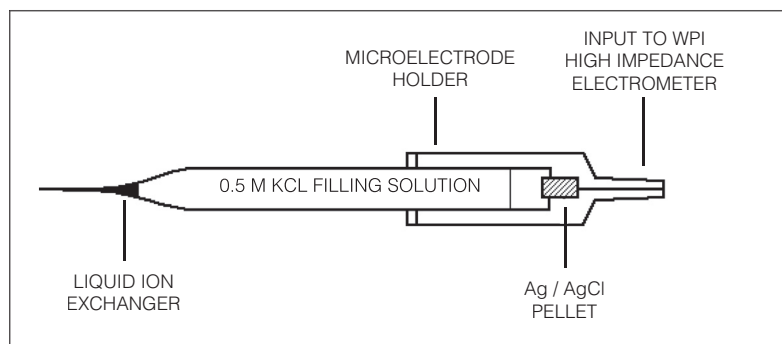 MICROELECTRODE
HOLDER
INPUT TO WPI
HIGH IMPEDANCE
ELECTROMETER
0.5 M KCL FILLING SOLUTION
LIQUID ION
EXCHANGER
Ag / AgCl
PELLET